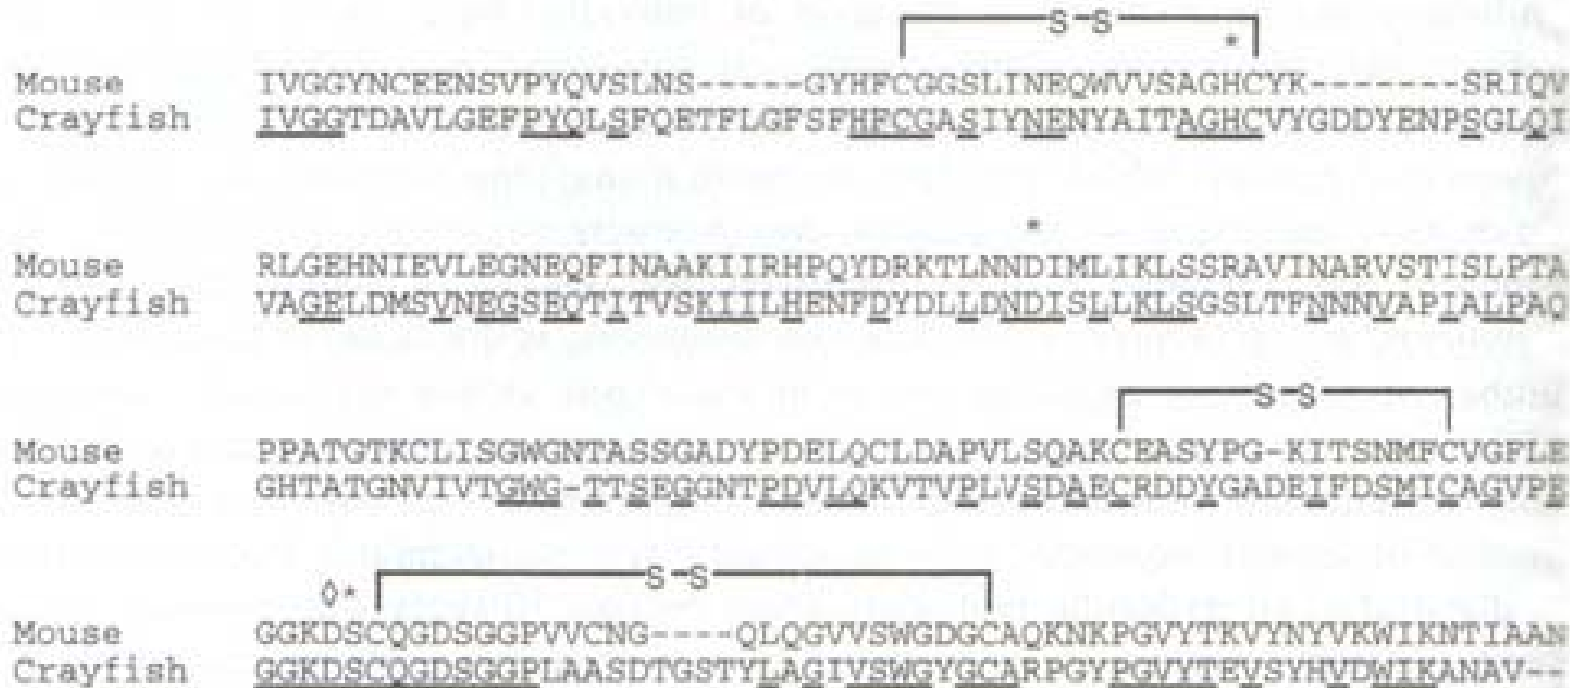 S-S
*
Mouse IVGGYNCEENSVPYQVSLNS-----GYHFCGGSLINEQWVVSAGHCYK-------SRIQV
Crayfish IVGGTDAVLGEFPYQLSFQETFLGFSFHFCGASIYNENYAITAGHCVYGDDYENPSGLQI
*
Mouse RLGEHNIEVLEGNEQFINAAKIIRHPQYDRKTLNNDIMLIKLSSRAVINARVSTISLPTA
Crayfish VAGELDMSVNEGSEQTITVSKIILHENFDYDLLDNDISLLKLSGSLTFNNNVAPIALPAQ
S-S
Mouse PPATGTKCLISGWGNTASSGADYPDELQCLDAPVLSQAKCEASYPG-KITSNMFCVGFLE
Crayfish GHTATGNVIVTGWG-TTSEGGNTPDVLQKVTVPLVSDAECRDDYGADEIFDSMICAGVPE
S-S
◊*
Mouse GGKDSCQGDSGGPVVCNG----QLQGVVSWGDGCAQKNKPGVYTKVYNYVKWIKNTIAAN
Crayfish GGKDSCQGDSGGPLAASDTGSTYLAGIVSWGYGCARPGYPGVYTEVSYHVDWIKANAV--